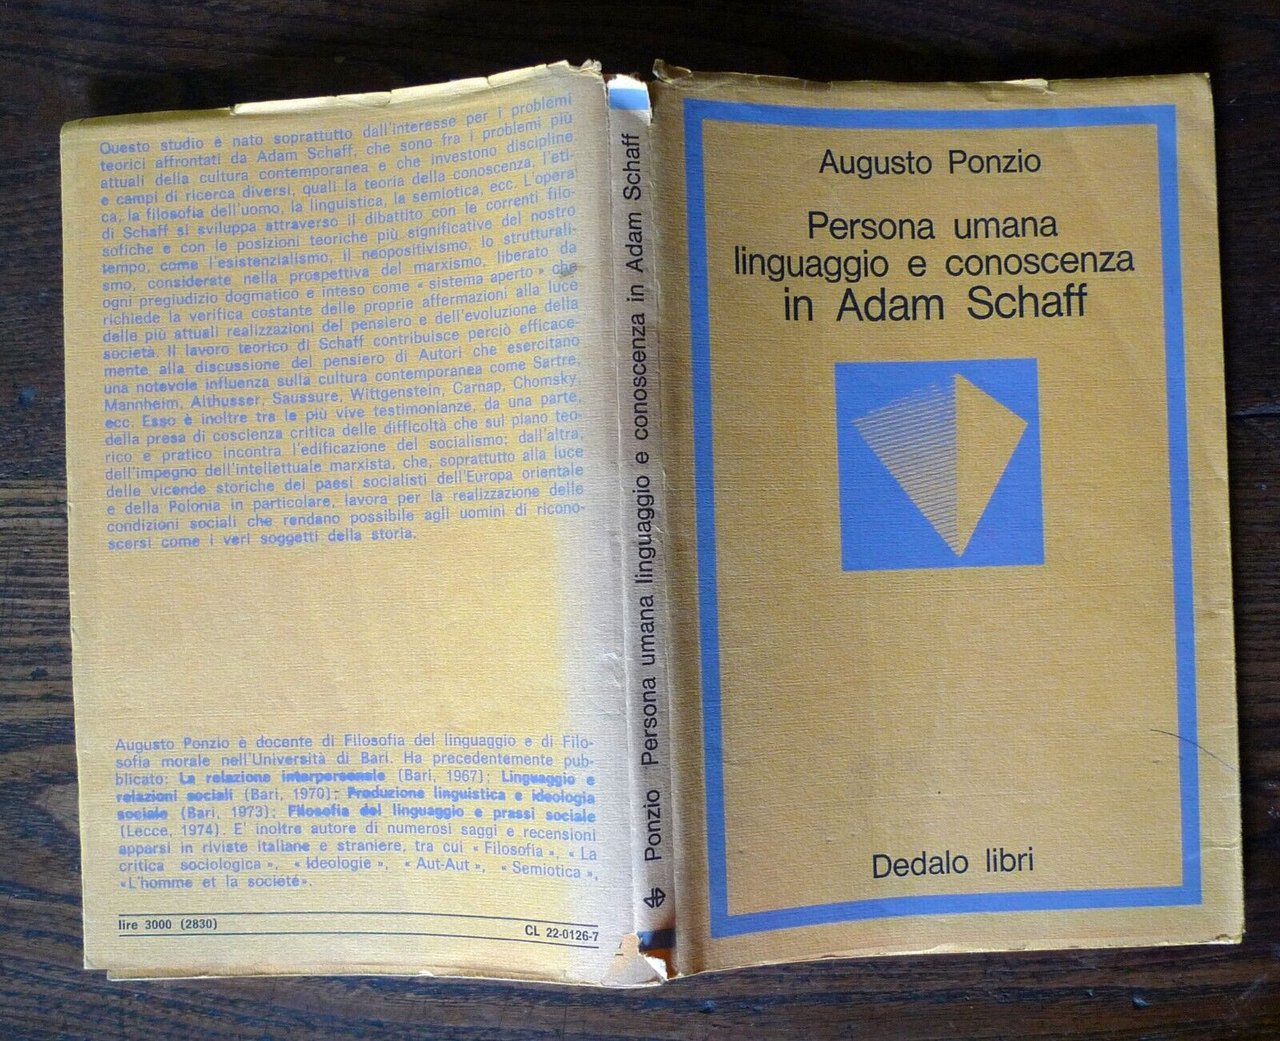 Questo studio è nato soprattutto dall'interesse per i problemi
teorici affrontati da Adam Schaff, che sono fra i problemi più
attuali della cultura contemporanea e che investono discipline
e campi di ricerca diversi, quali la teoria della conoscenza, l'eti-
ca, la filosofia dell'uomo, la linguistica, la semiotica, ecc. L'opera
di Schaff si sviluppa attraverso il dibattito con le correnti filo-
sofiche e con le posizioni teoriche più significative del nostro
tempo, come l'esistenzialismo, il neopositivismo, lo strutturali-
smo, considerate nella prospettiva del marxismo, liberato da
ogni pregiudizio dogmatico e inteso come « sistema aperto » che
richiede la verifica costante delle proprie affermazioni alla luce
delle più attuali realizzazioni del pensiero e dell'evoluzione della
società. Il lavoro teorico di Schaff contribuisce perciò efficace-
mente alla discussione del pensiero di Autori che esercitano
una notevole influenza sulla cultura contemporanea come Sartre,
Mannheim, Althusser, Saussure, Wittgenstein, Carnap, Chomsky,
ecc. Esso è inoltre tra le più vive testimonianze, da una parte,
della presa di coscienza critica delle difficoltà che sul piano teo-
rico e pratico incontra l'edificazione del socialismo; dall'altra,
dell'impegno dell'intellettuale marxista, che, soprattutto alla luce
delle vicende storiche dei paesi socialisti dell'Europa orientale
e della Polonia in particolare, lavora per la realizzazione delle
condizioni sociali che rendano possibile agli uomini di ricono-
scersi come i veri soggetti della storia.
Augusto Ponzio è docente di Filosofia del linguaggio e di Filo-
sofia morale nell'Università di Bari. Ha precedentemente pub-
blicato: La relazione interpersonale (Bari, 1967); Linguaggio e
relazioni sociali (Bari, 1970); Produzione linguistica e ideologia
sociale (Bari, 1973); Filosofia del linguaggio e prassi sociale
(Lecce, 1974). E' inoltre autore di numerosi saggi e recensioni
apparsi in riviste italiane e straniere, tra cui « Filosofia », « La
critica sociologica », « Ideologie », « Aut-Aut », « Semiotica »,
«L'homme et la société».
lire 3000 (2830)
CL 22-0126-7
Ponzio Persona umana linguaggio e conoscenza in Adam Schaff
Augusto Ponzio
Persona umana
linguaggio e conoscenza
in Adam Schaff
Dedalo libri